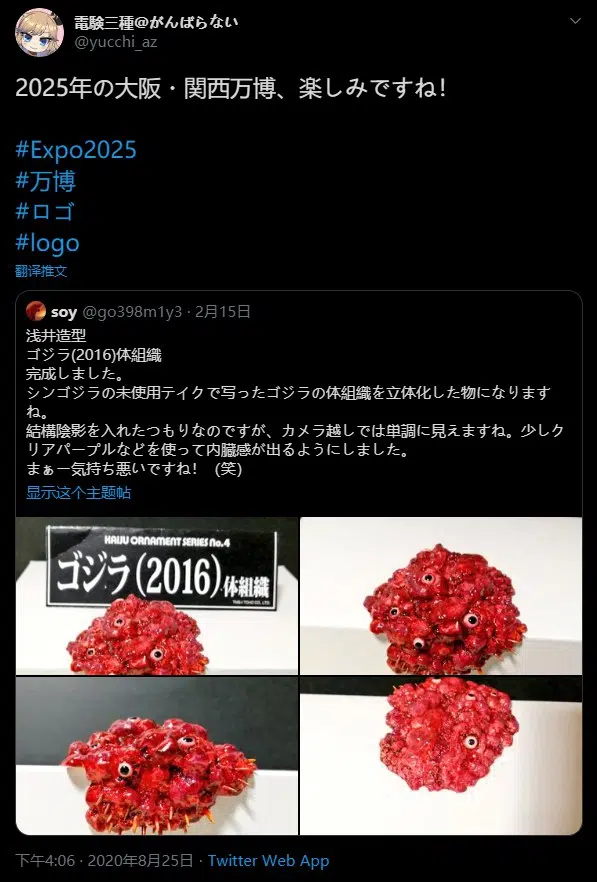 電験三種@がんばらない
@yucchi_az
2025年の大阪・関西万博、楽しみですね！
#Expo2025
#万博
#ロゴ
#logo
翻译推文
soy @go398m1y3 · 2月15日
浅井造型
ゴジラ(2016)体組織
完成しました。
シンゴジラの未使用テイクで写ったゴジラの体組織を立体化した物になります
ね。
結構陰影を入れたつもりなのですが、カメラ越しでは単調に見えますね。少しク
リアパープルなどを使って内臓感が出るようにしました。
まぁー気持ち悪いですね！（笑）
显示这个主题帖
KAIJU ORNAMENT SERIES No.4
ゴジラ(2016)体組織
下午4:06 · 2020年8月25日 · Twitter Web App